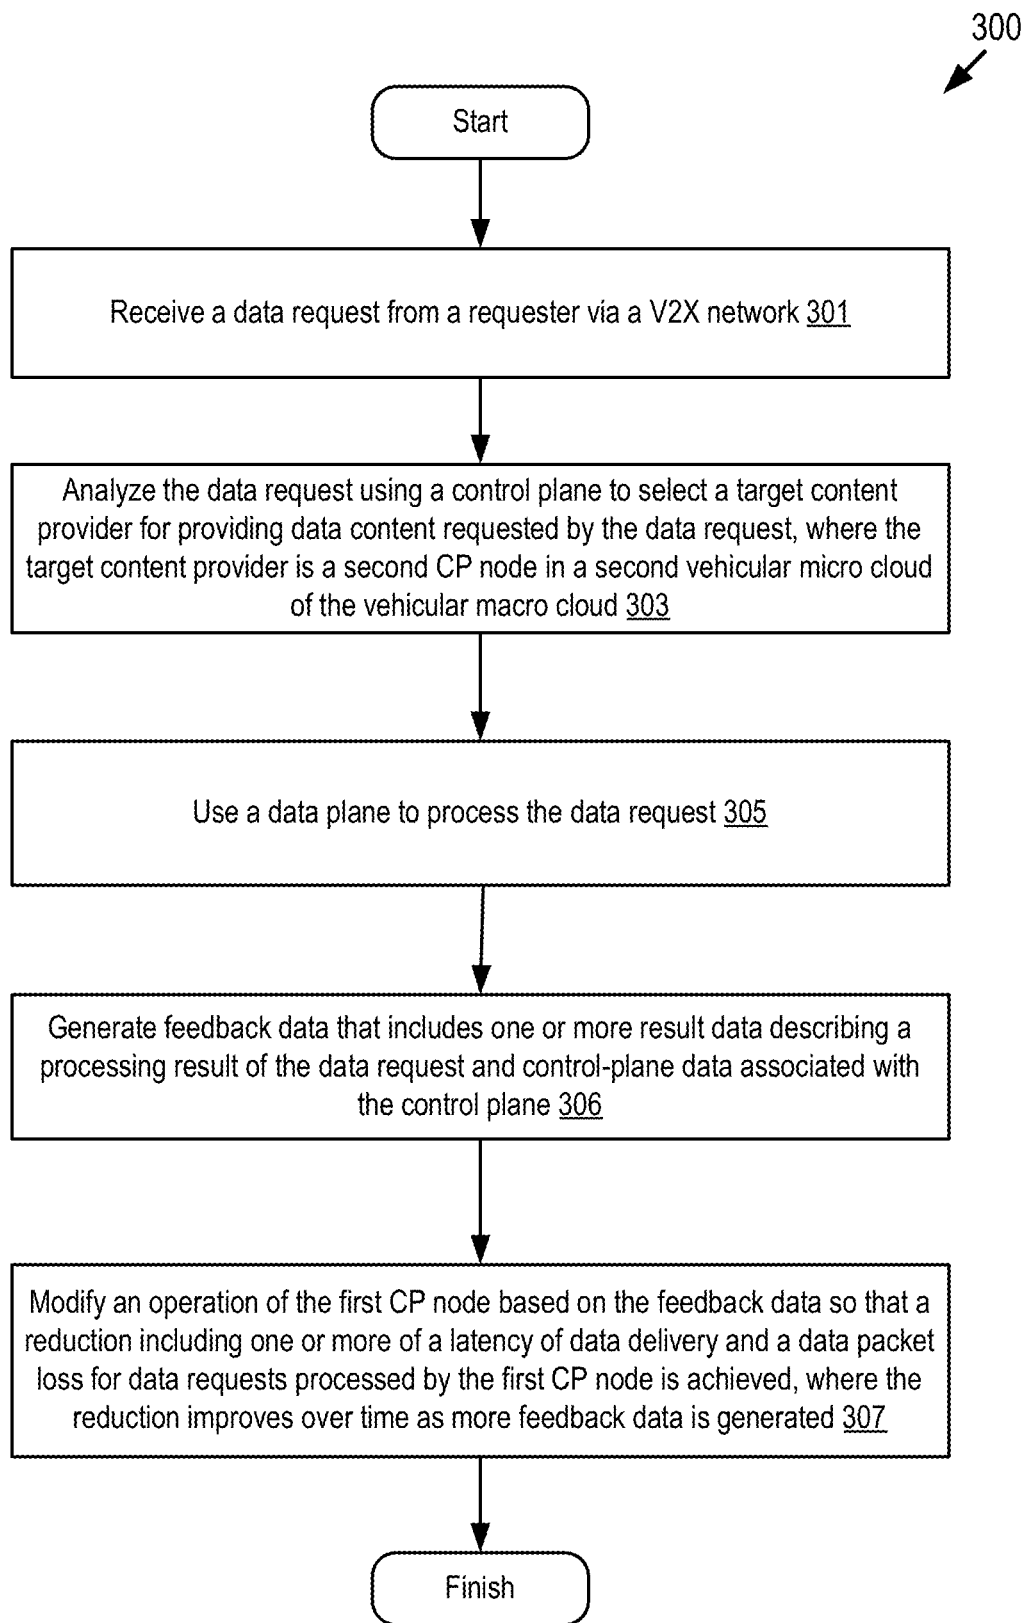 300
Start
Receive a data request from a requester via a V2X network 301
Analyze the data request using a control plane to select a target content
provider for providing data content requested by the data request, where the
target content provider is a second CP node in a second vehicular micro cloud
of the vehicular macro cloud 303
Use a data plane to process the data request 305
Generate feedback data that includes one or more result data describing a
processing result of the data request and control-plane data associated with
the control plane 306
Modify an operation of the first CP node based on the feedback data so that a
reduction including one or more of a latency of data delivery and a data packet
loss for data requests processed by the first CP node is achieved, where the
reduction improves over time as more feedback data is generated 307
Finish